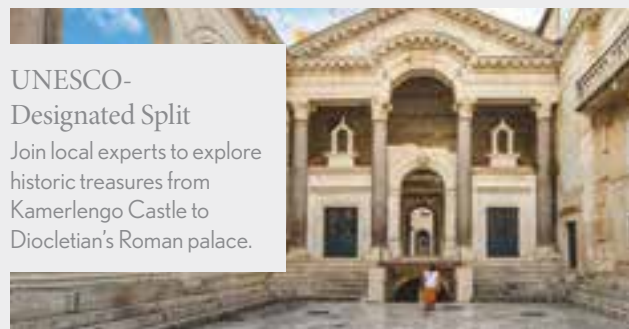 UNESCO-
Designated Split
Join local experts to explore
historic treasures from
Kamerlengo Castle to
Diocletian’s Roman palace.